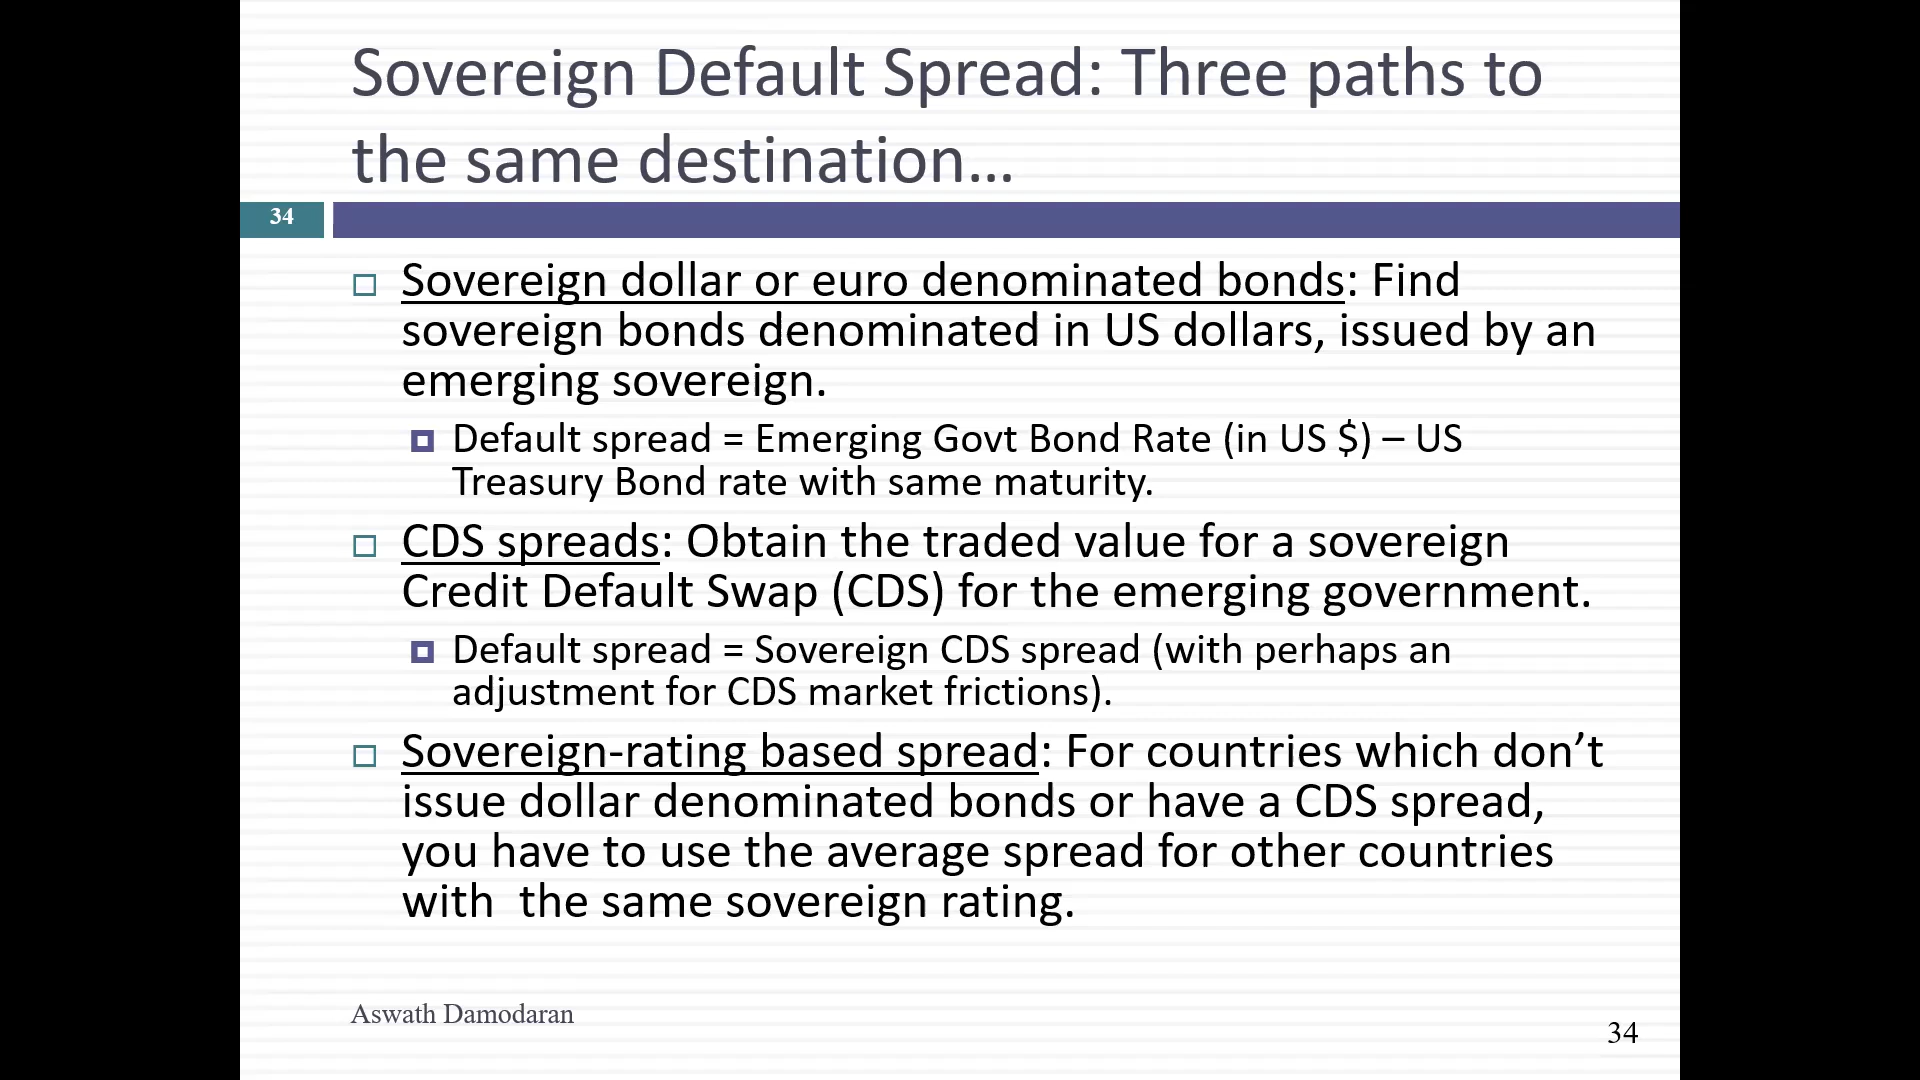 Sovereign Default Spread: Three paths to
the same destination…
34
Sovereign dollar or euro denominated bonds: Find
sovereign bonds denominated in US dollars, issued by an
emerging sovereign.
Default spread = Emerging Govt Bond Rate (in US $) – US
Treasury Bond rate with same maturity.
CDS spreads: Obtain the traded value for a sovereign
Credit Default Swap (CDS) for the emerging government.
Default spread = Sovereign CDS spread (with perhaps an
adjustment for CDS market frictions).
Sovereign-rating based spread: For countries which don’t
issue dollar denominated bonds or have a CDS spread,
you have to use the average spread for other countries
with  the same sovereign rating.
Aswath Damodaran
34